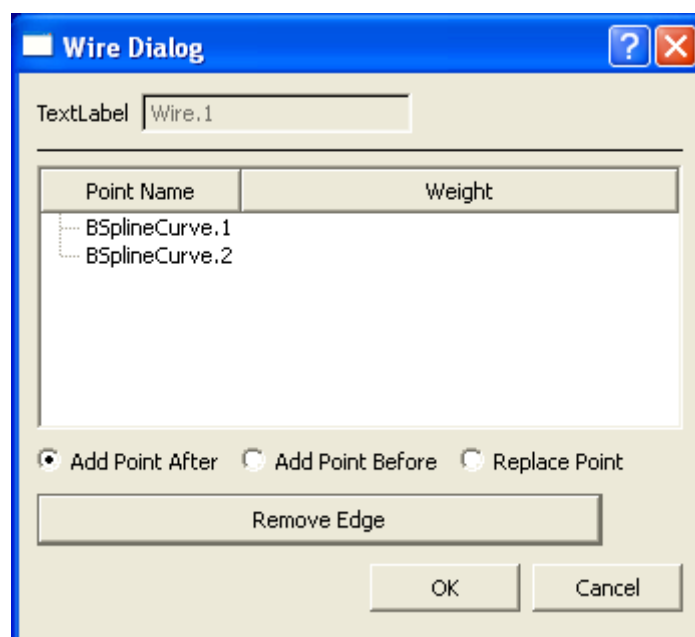 Wire Dialog
TextLabel Wire.1
Point Name Weight
BSplineCurve.1
BSplineCurve.2
Add Point After Add Point Before Replace Point
Remove Edge
OK Cancel